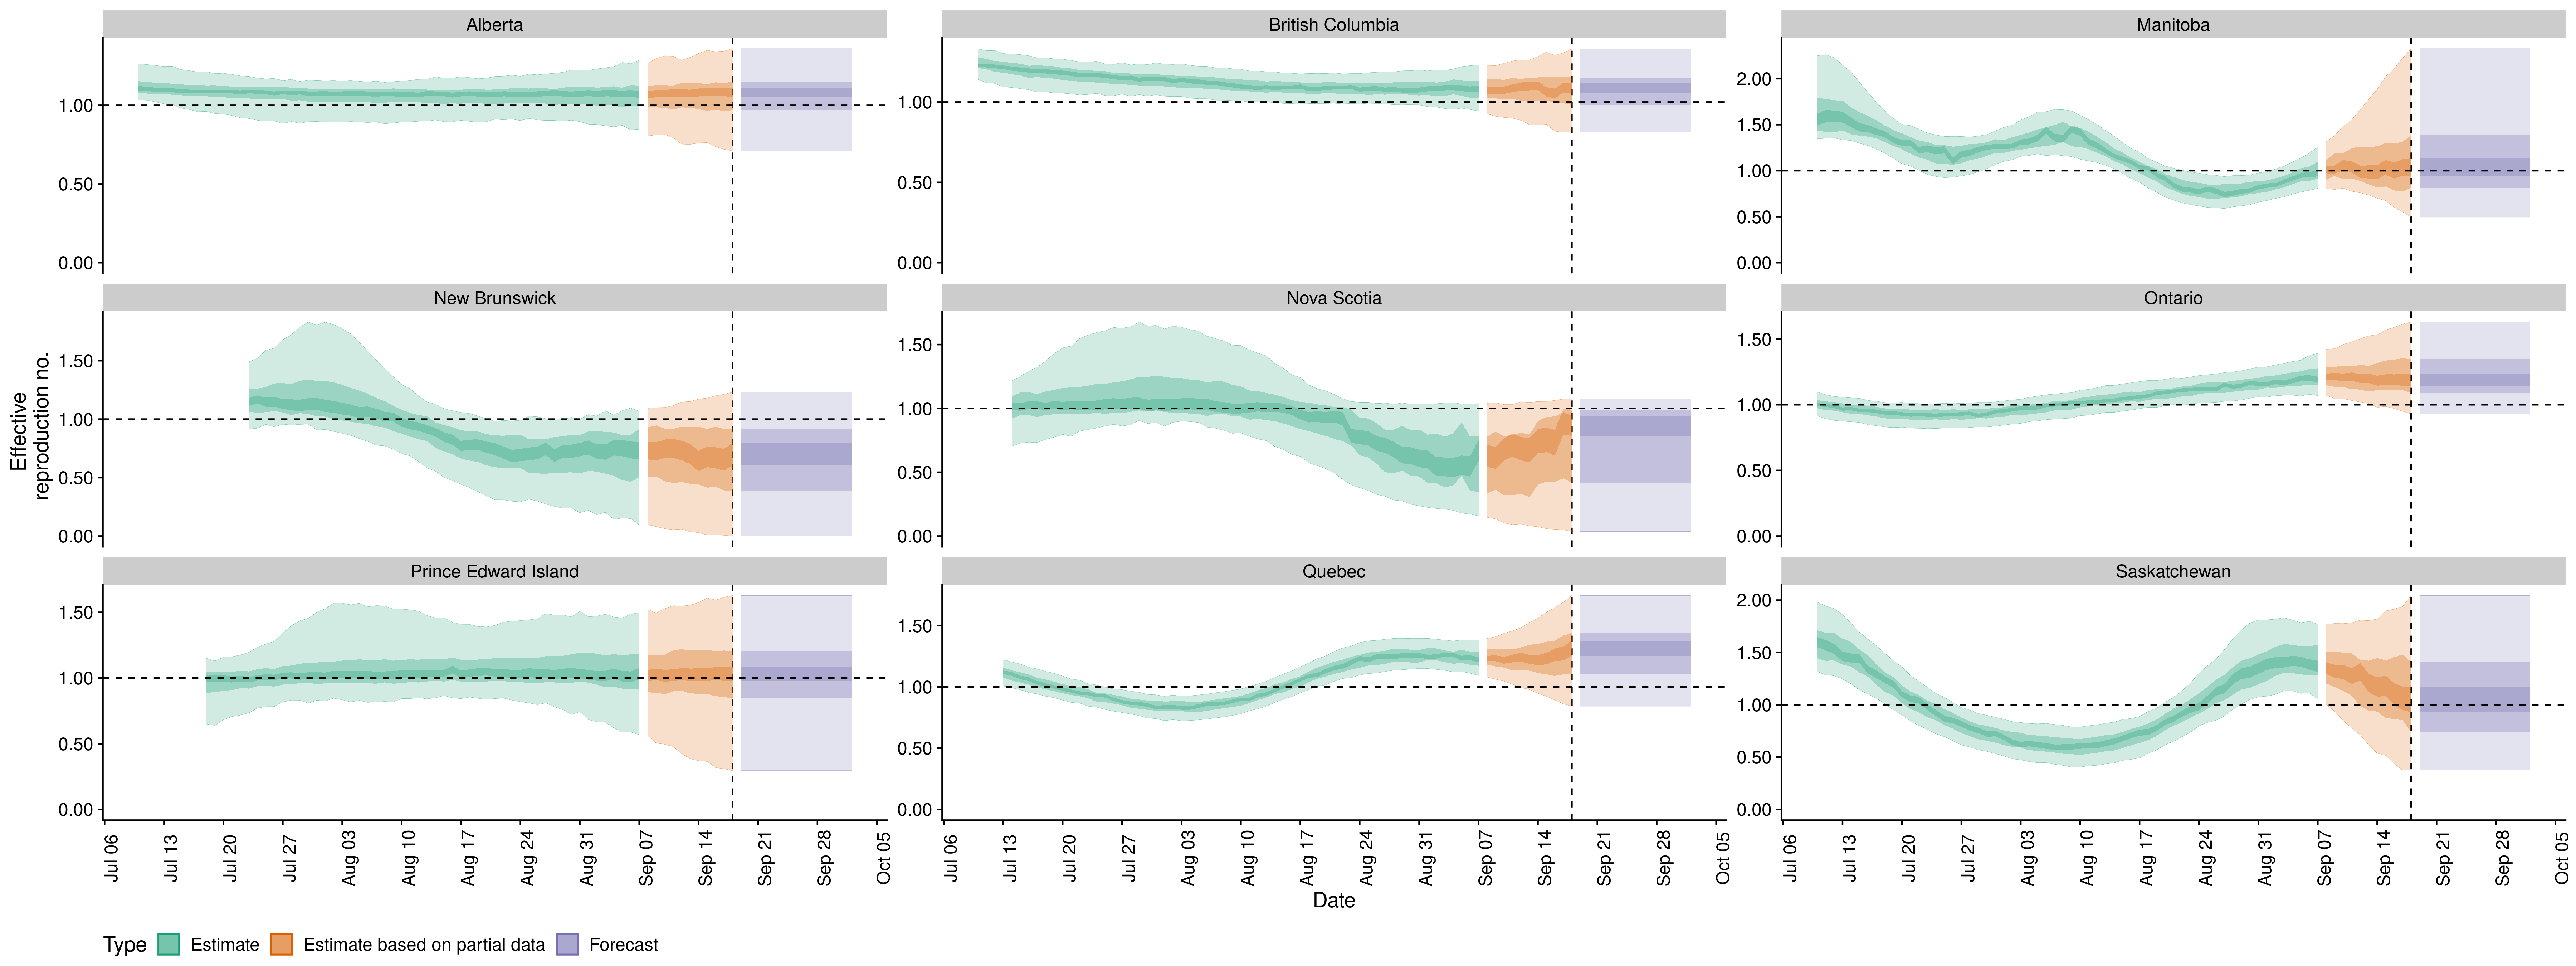 Alberta
British Columbia
Manitoba
1.00
0.50
0.00
1.00
0.50
0.00
2.00
1.50
1.00
0.50
0.00
New Brunswick
Nova Scotia
Ontario
1.50
1.00
0.50
0.00
1.50
1.00
0.50
0.00
1.50
1.00
0.50
0.00
Effective
reproduction no.
Prince Edward Island
Quebec
Saskatchewan
1.50
1.00
0.50
0.00
1.50
1.00
0.50
0.00
2.00
1.50
1.00
0.50
0.00
Jul 06
Jul 13
Jul 20
Jul 27
Aug 03
Aug 10
Aug 17
Aug 24
Aug 31
Sep 07
Sep 14
Sep 21
Sep 28
Oct 05
Jul 06
Jul 13
Jul 20
Jul 27
Aug 03
Aug 10
Aug 17
Aug 24
Aug 31
Sep 07
Sep 14
Sep 21
Sep 28
Oct 05
Jul 06
Jul 13
Jul 20
Jul 27
Aug 03
Aug 10
Aug 17
Aug 24
Aug 31
Sep 07
Sep 14
Sep 21
Sep 28
Oct 05
Date
Type Estimate Estimate based on partial data Forecast